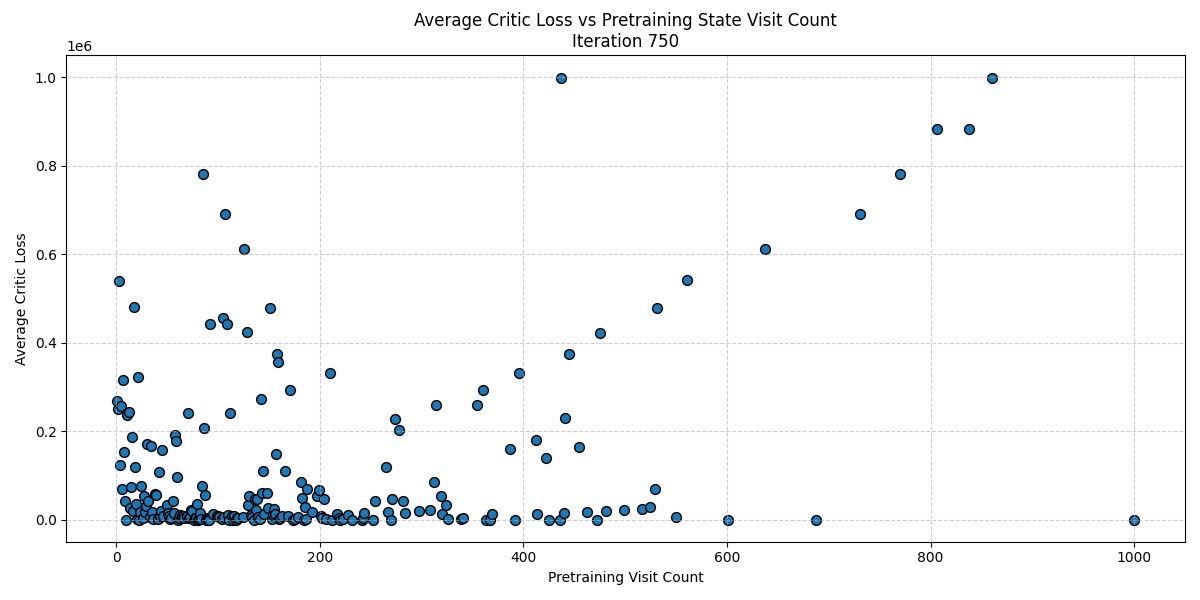 Average Critic Loss vs Pretraining State Visit Count
Iteration 750
1e6
1.0
0.8
0.6
0.4
0.2
0.0
Average Critic Loss
0 200 400 600 800 1000
Pretraining Visit Count